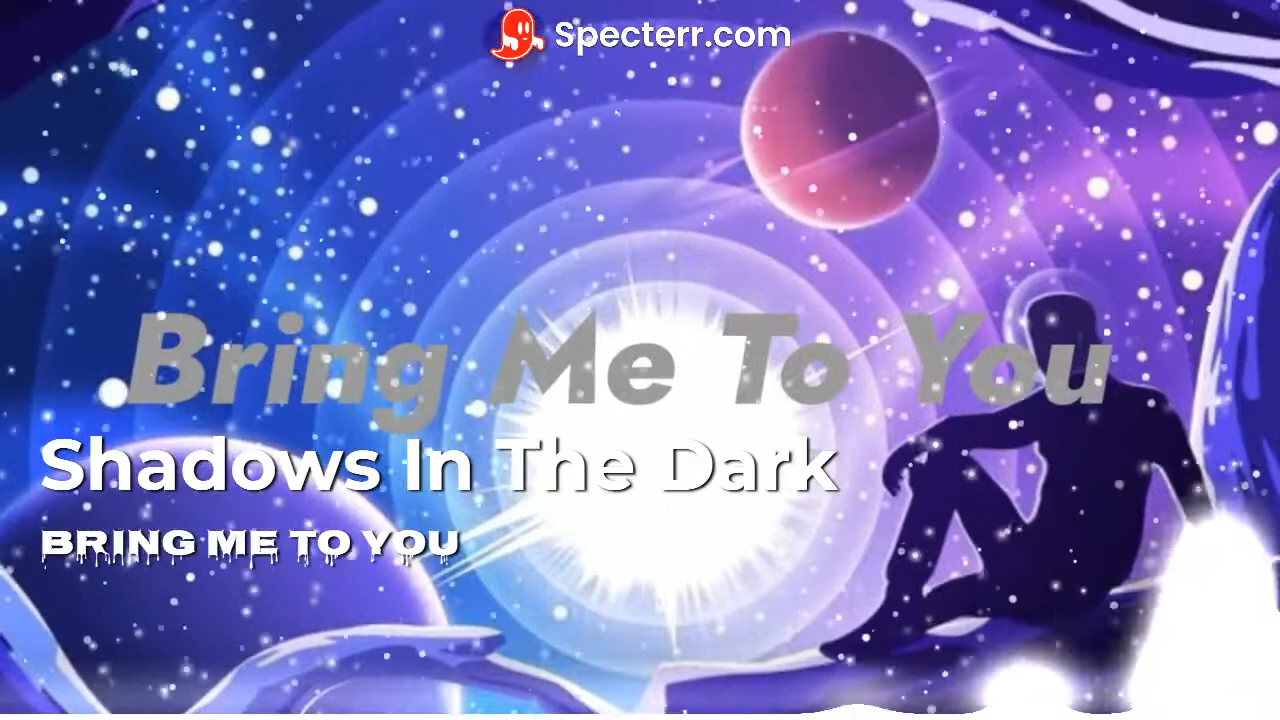 Specterr.com
Bring Me To You
Shadows In The Dark
BRING ME TO YOU